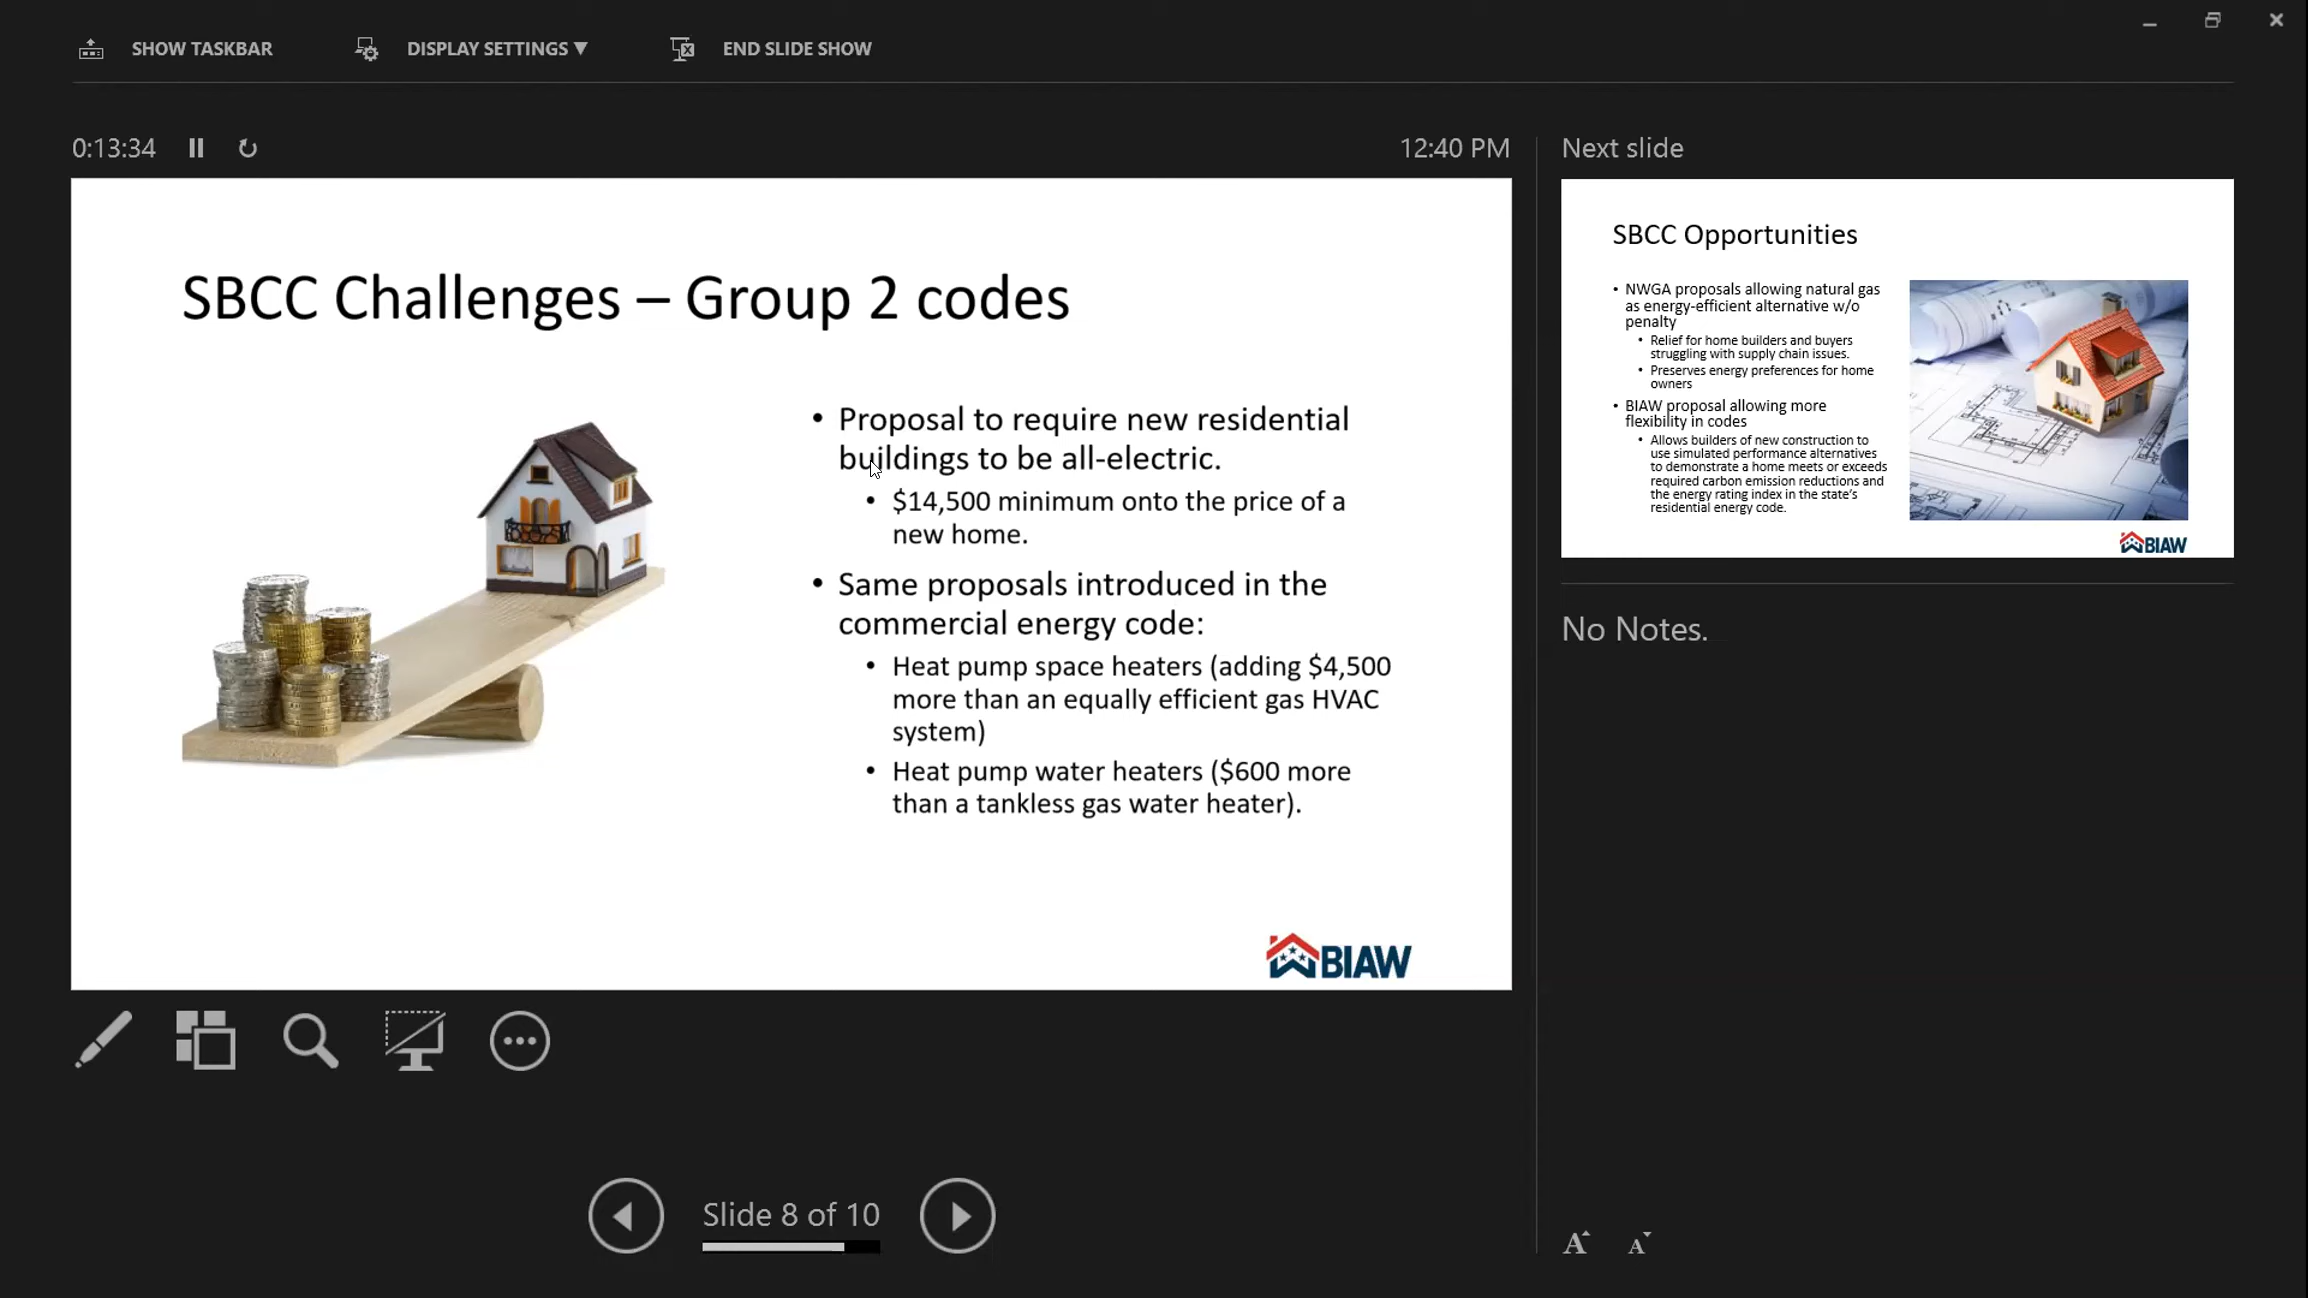 SHOW TASKBAR
DISPLAY SETTINGS ▼
END SLIDE SHOW
0:13:34
12:40 PM
Next slide
SBCC Challenges – Group 2 codes
• Proposal to require new residential
buildings to be all-electric.
• $14,500 minimum onto the price of a
new home.
• Same proposals introduced in the
commercial energy code:
• Heat pump space heaters (adding $4,500
more than an equally efficient gas HVAC
system)
• Heat pump water heaters ($600 more
than a tankless gas water heater).
BIAW
SBCC Opportunities
• NWGA proposals allowing natural gas
as energy-efficient alternative w/o
penalty
• Relief for home builders and buyers
struggling with supply chain issues.
• Preserves energy preferences for home
owners
• BIAW proposal allowing more
flexibility in codes
• Allows builders of new construction to
use simulated performance alternatives
to demonstrate a home meets or exceeds
required carbon emission reductions and
the energy rating index in the state's
residential energy code.
BIAW
No Notes.
Slide 8 of 10
A A